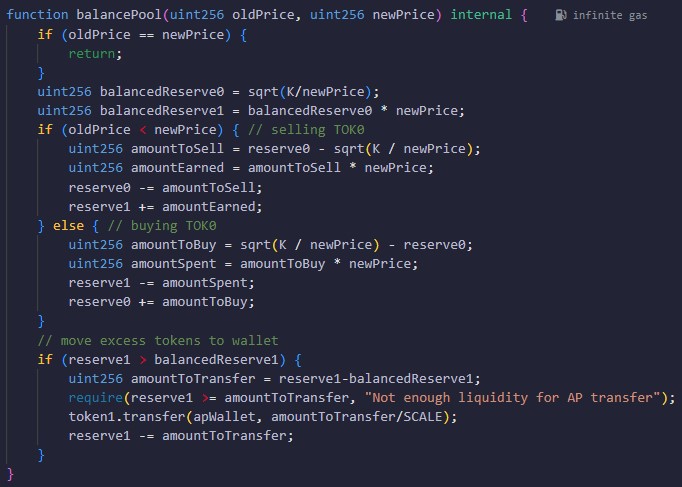 function balancePool(uint256 oldPrice, uint256 newPrice) internal { infinite gas
    if (oldPrice == newPrice) {
        return;
    }
    uint256 balancedReserve0 = sqrt(K/newPrice);
    uint256 balancedReserve1 = balancedReserve0 * newPrice;
    if (oldPrice < newPrice) { // selling TOK0
        uint256 amountToSell = reserve0 - sqrt(K / newPrice);
        uint256 amountEarned = amountToSell * newPrice;
        reserve0 -= amountToSell;
        reserve1 += amountEarned;
    } else { // buying TOK0
        uint256 amountToBuy = sqrt(K / newPrice) - reserve0;
        uint256 amountSpent = amountToBuy * newPrice;
        reserve1 -= amountSpent;
        reserve0 += amountToBuy;
    }
    // move excess tokens to wallet
    if (reserve1 > balancedReserve1) {
        uint256 amountToTransfer = reserve1-balancedReserve1;
        require(reserve1 >= amountToTransfer, "Not enough liquidity for AP transfer");
        token1.transfer(apWallet, amountToTransfer/SCALE);
        reserve1 -= amountToTransfer;
    }
}